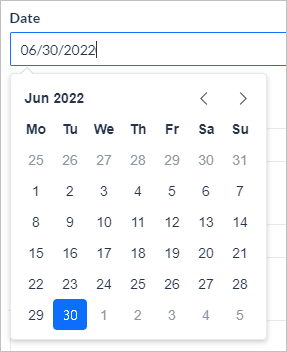 Date
06/30/2022
Jun 2022
Mo Tu We Th Fr Sa Su
25 26 27 28 29 30 31
1 2 3 4 5 6 7
8 9 10 11 12 13 14
15 16 17 18 19 20 21
22 23 24 25 26 27 28
29 30 1 2 3 4 5